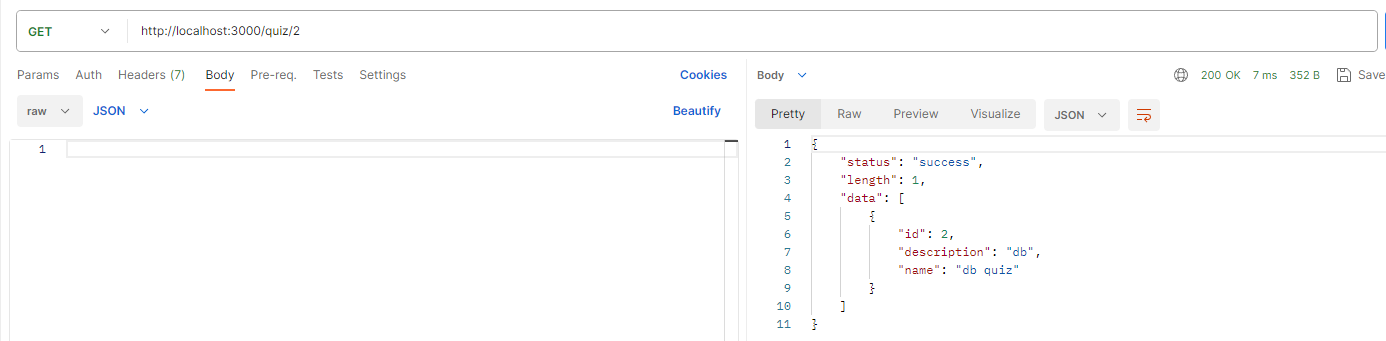 GET http://localhost:3000/quiz/2
Params Auth Headers (7) Body Pre-req. Tests Settings Cookies
raw JSON Beautify
1
Body 200 OK 7 ms 352 B Save
Pretty Raw Preview Visualize JSON
1 {
2 "status": "success",
3 "length": 1,
4 "data": [
5 {
6 "id": 2,
7 "description": "db",
8 "name": "db quiz"
9 }
10 ]
11 }